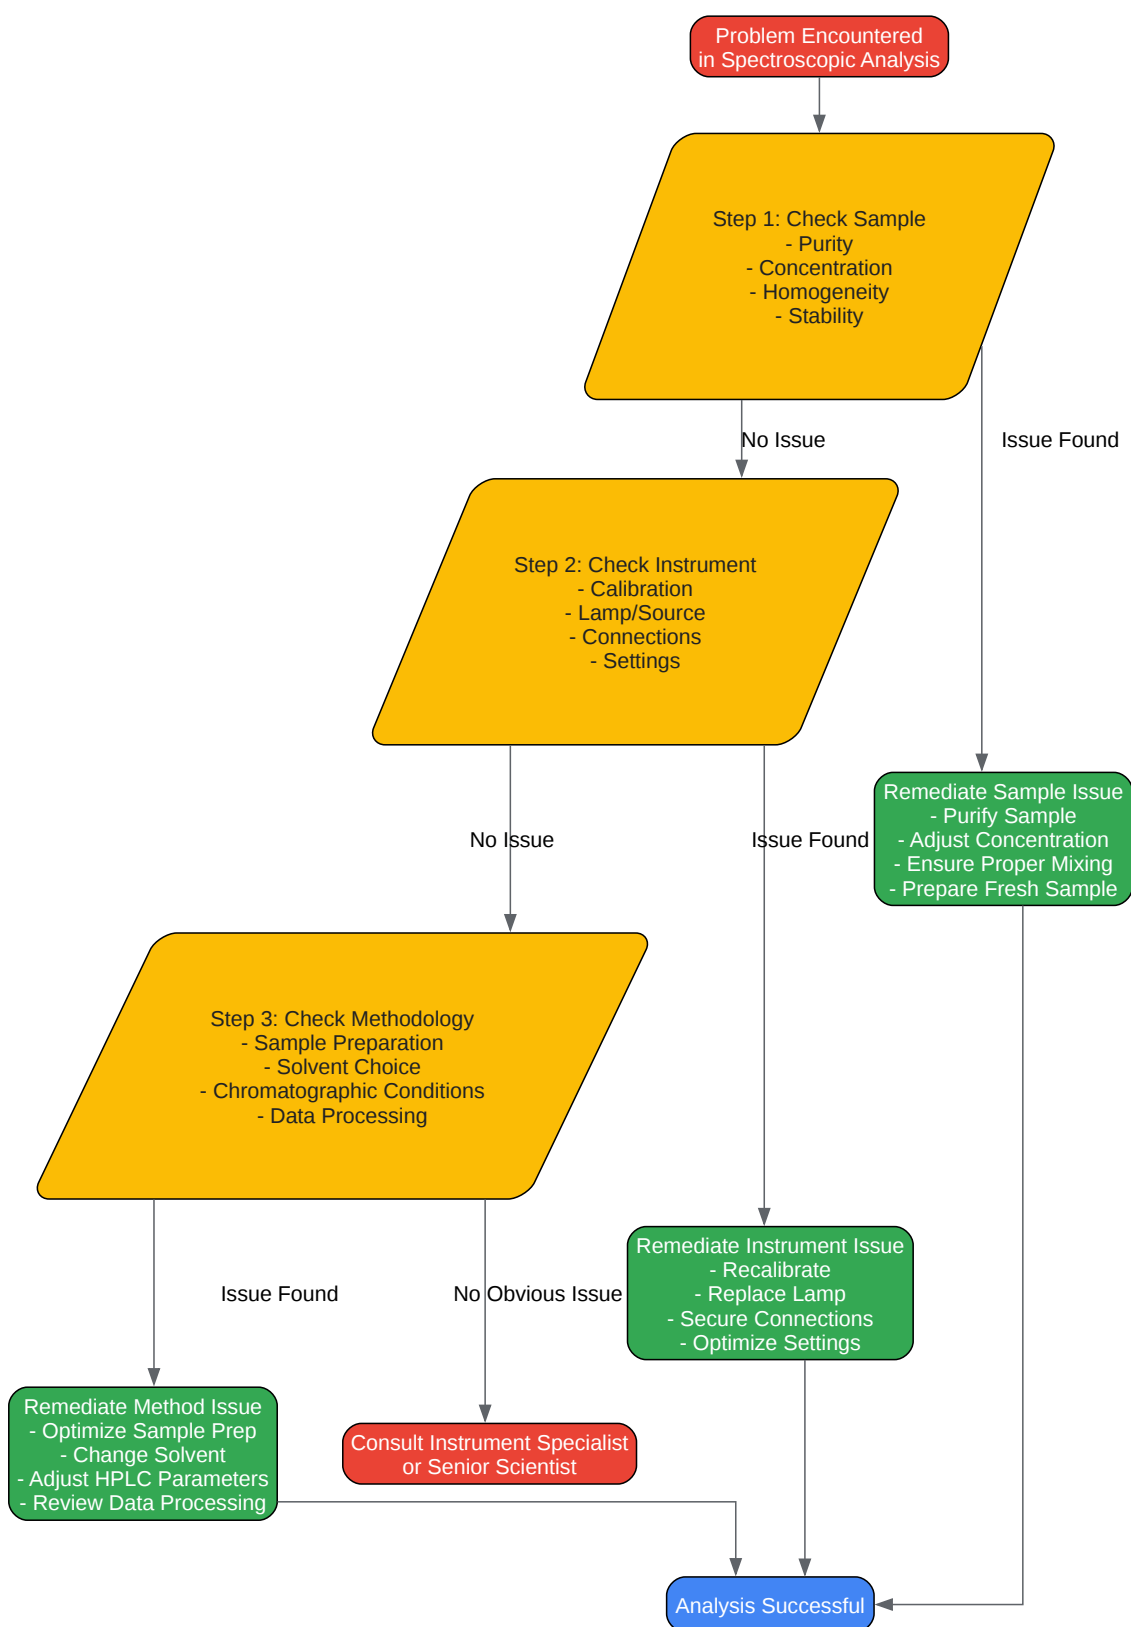 Problem Encountered
in Spectroscopic Analysis
Step 1: Check Sample
- Purity
- Concentration
- Homogeneity
- Stability
No Issue
Issue Found
Step 2: Check Instrument
- Calibration
- Lamp/Source
- Connections
- Settings
No Issue
Issue Found
Remediate Sample Issue
- Purify Sample
- Adjust Concentration
- Ensure Proper Mixing
- Prepare Fresh Sample
Step 3: Check Methodology
- Sample Preparation
- Solvent Choice
- Chromatographic Conditions
- Data Processing
Issue Found
No Obvious Issue
Remediate Instrument Issue
- Recalibrate
- Replace Lamp
- Secure Connections
- Optimize Settings
Remediate Method Issue
- Optimize Sample Prep
- Change Solvent
- Adjust HPLC Parameters
- Review Data Processing
Consult Instrument Specialist
or Senior Scientist
Analysis Successful